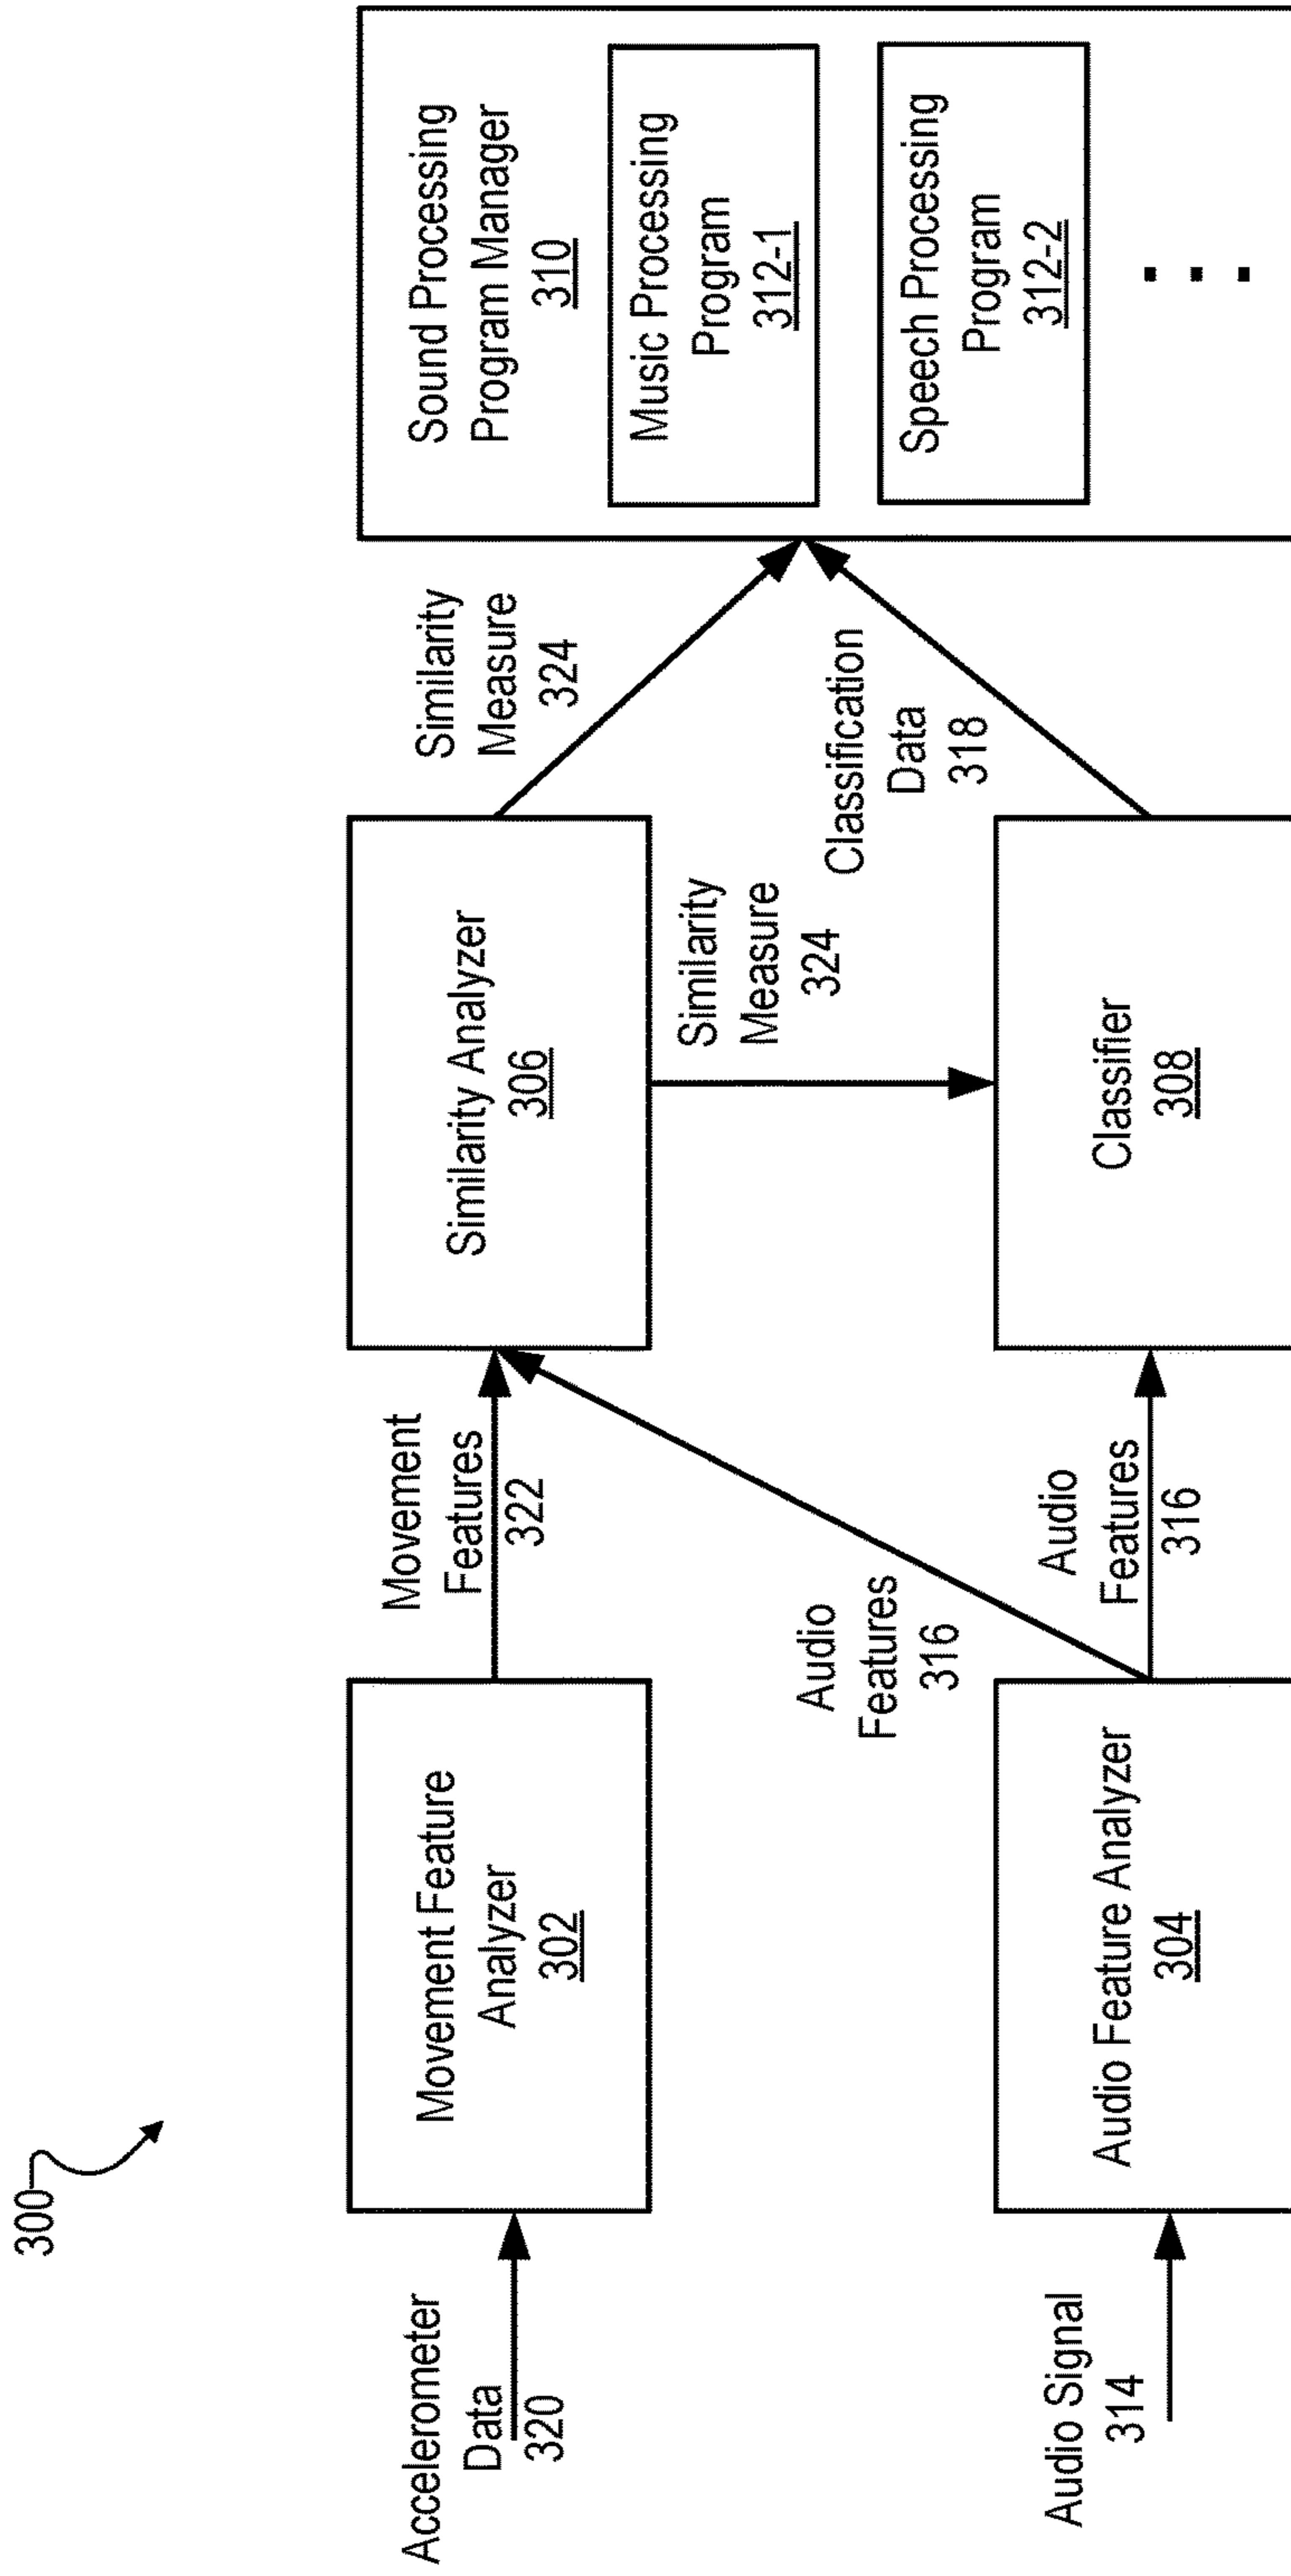 300
Accelerometer
Data
320
Movement Feature
Analyzer
302
Movement
Features
322
Similarity Analyzer
306
Similarity
Measure
324
Sound Processing
Program Manager
310
Music Processing
Program
312-1
Speech Processing
Program
312-2
Audio Signal
314
Audio Feature Analyzer
304
Audio
Features
316
Audio
Features
316
Similarity
Measure
324
Classifier
308
Classification
Data
318